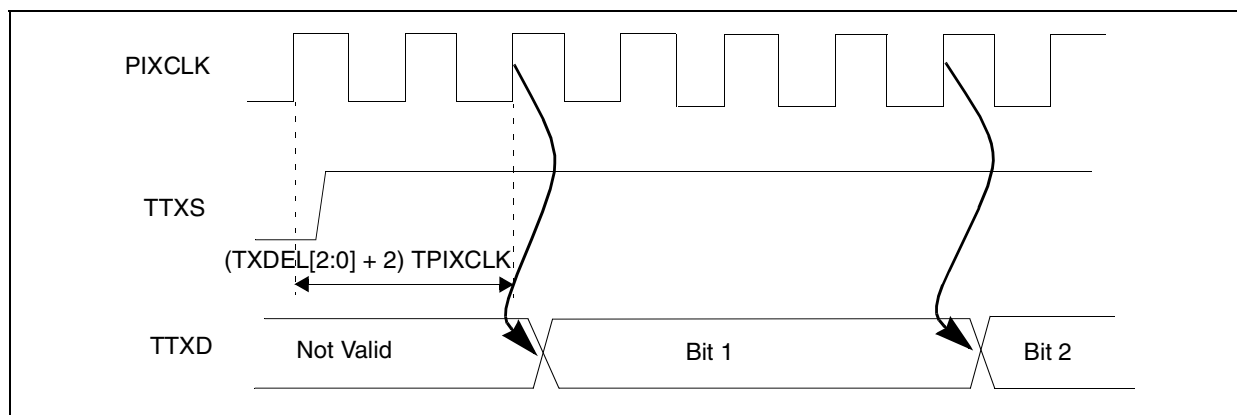 PIXCLK
TTXS
(TXDEL[2:0] + 2) TPIXCLK
TTXD
Not Valid
Bit 1
Bit 2